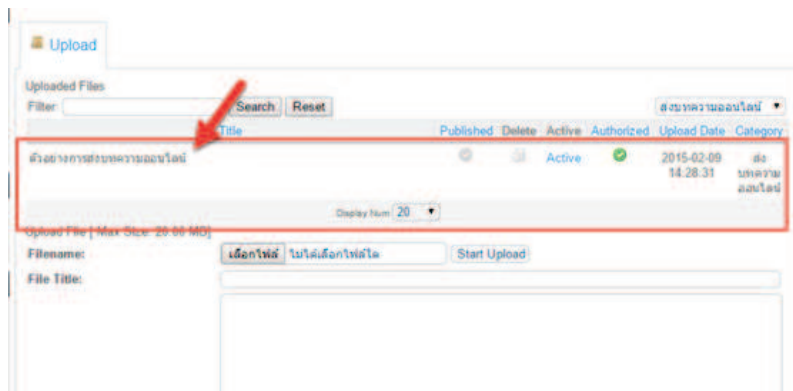 Upload
Uploaded Files
Filter Search Reset ส่งบทความออนไลน์
Title Published Delete Active Authorized Upload Date Category
ตัวอย่างการส่งบทความออนไลน์ Active 2015-02-09 ส่ง
14:28:31 บทความ
ออนไลน์
Display Num 20
Upload File [ Max Size: 20.00 MD]
Filename: เลือกไฟล์ ไม่ได้เลือกไฟล์ใด Start Upload
File Title: